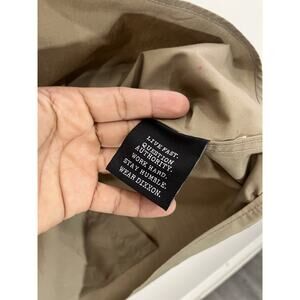 LIVE FAST.
QUESTION
AUTHORITY.
WORK HARD.
STAY HUMBLE.
WEAR DIXXON.